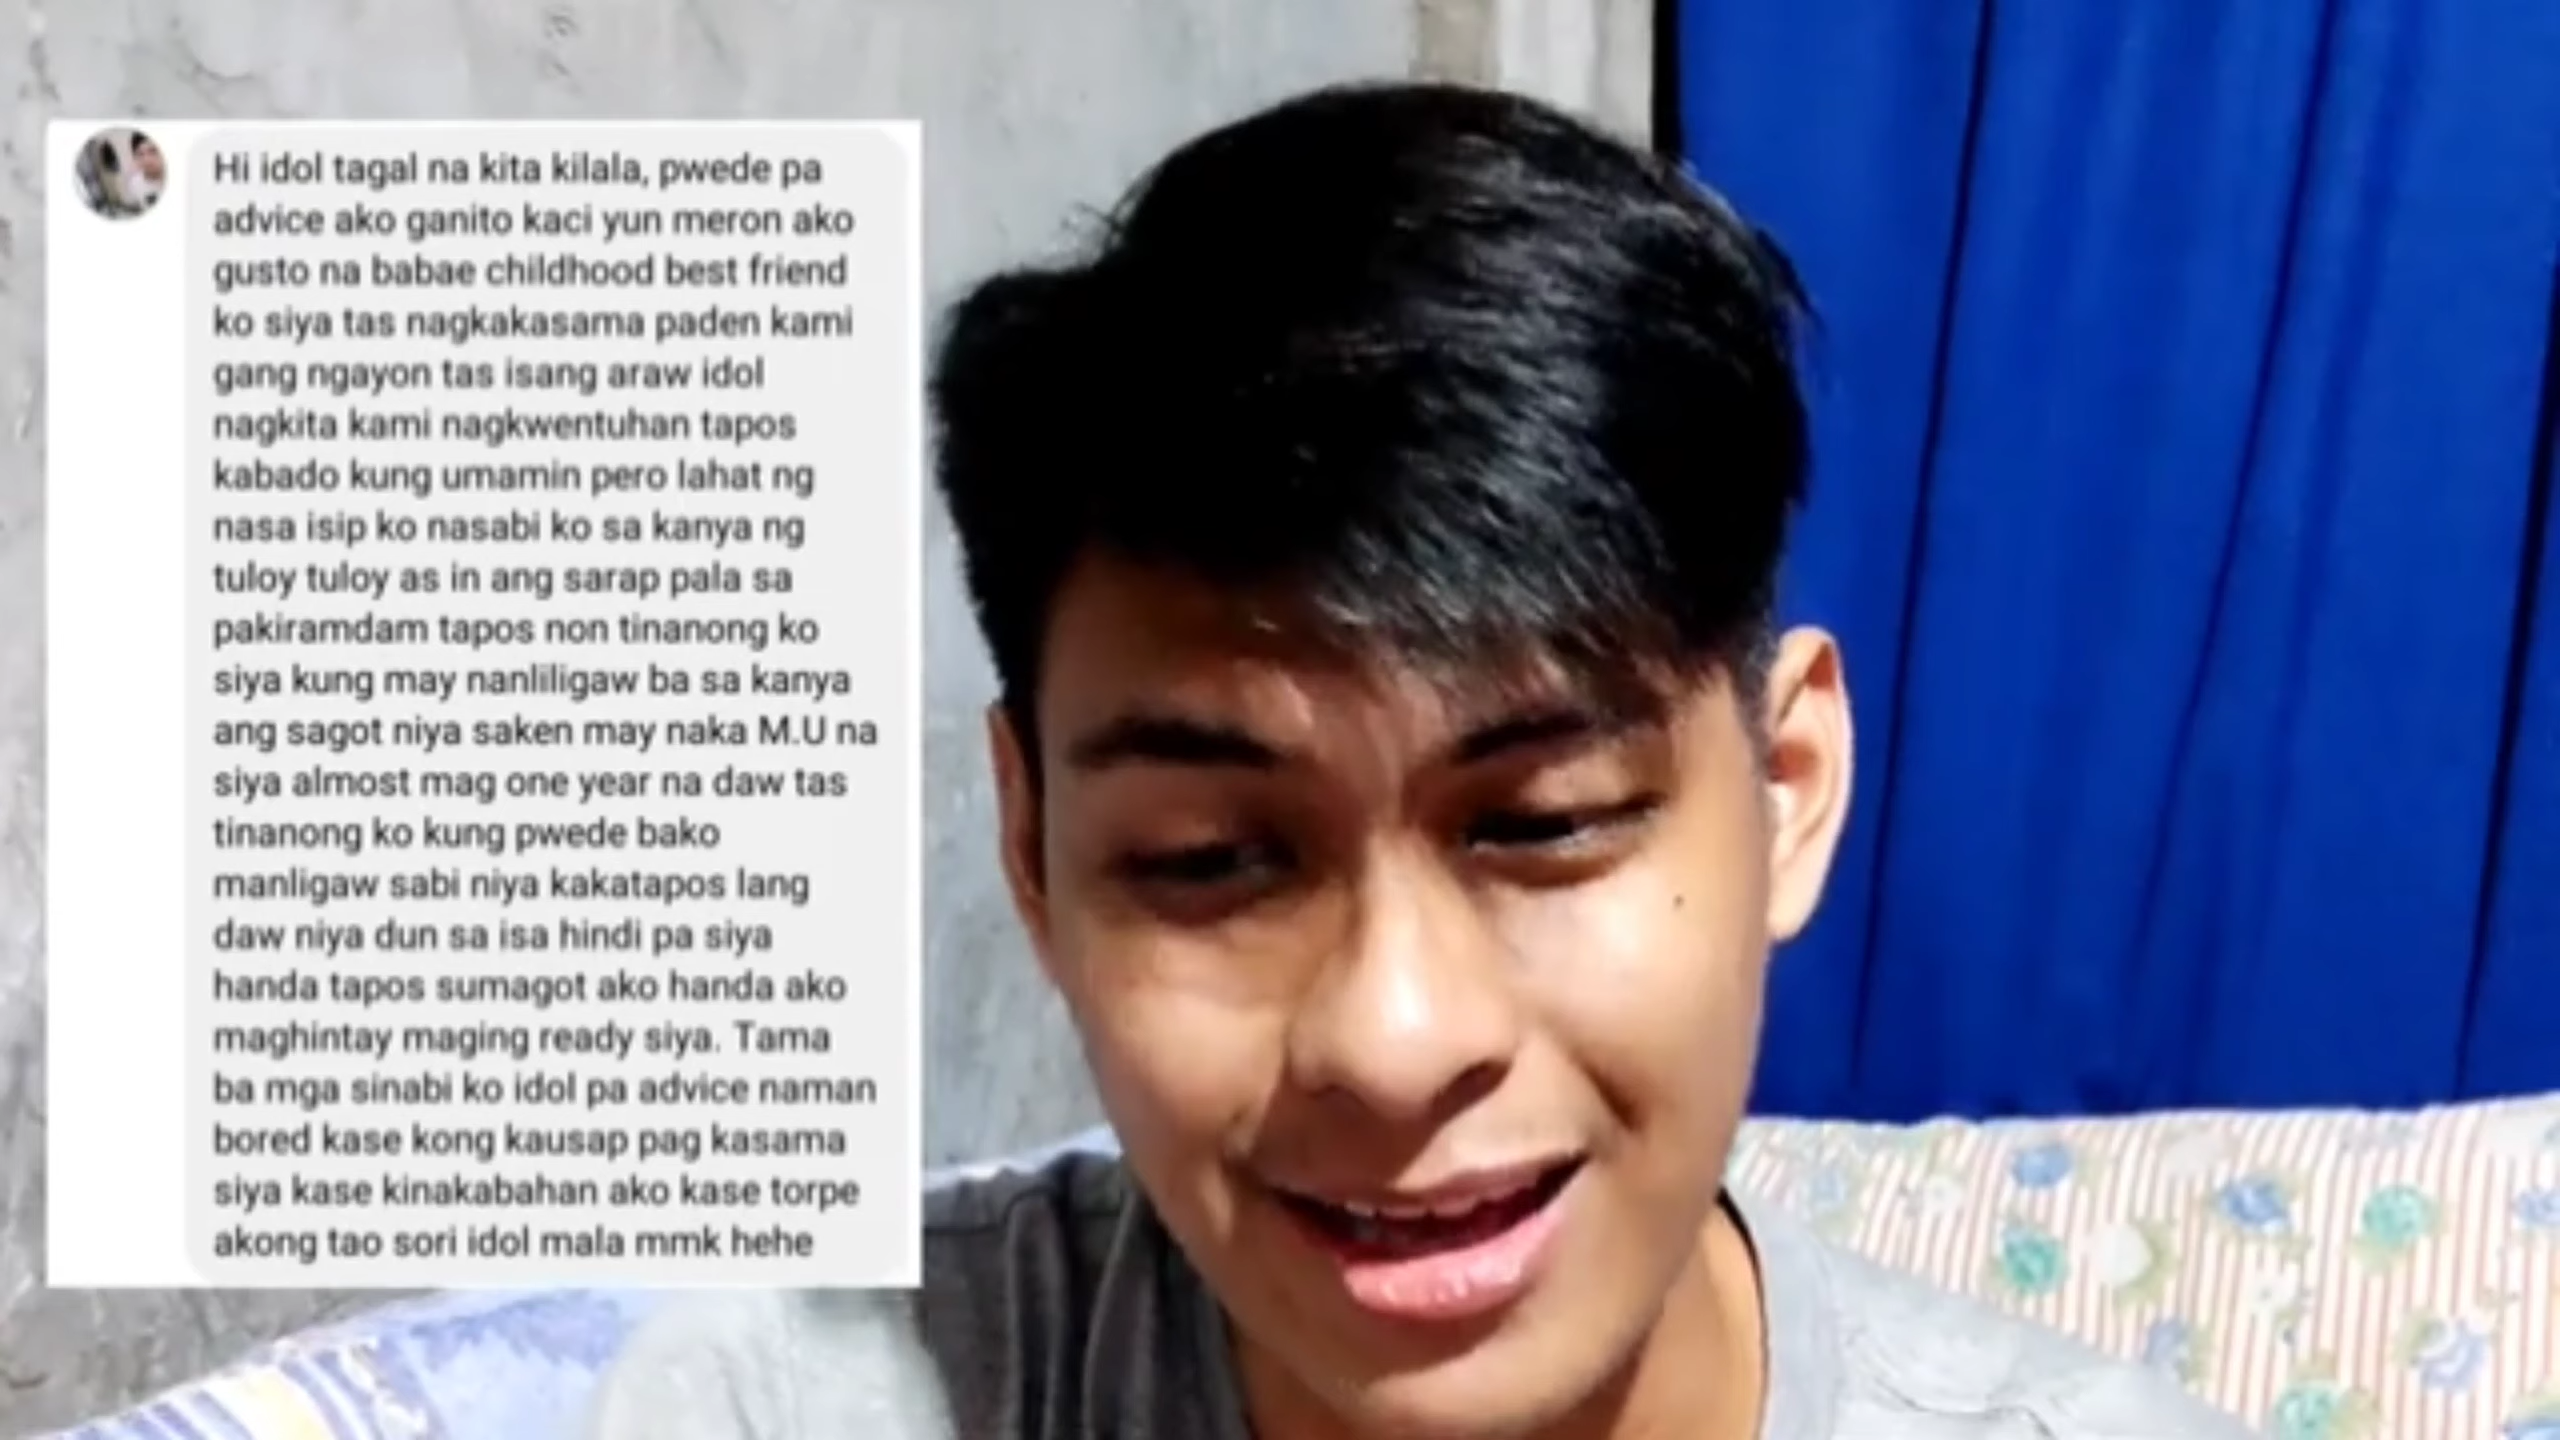 Hi idol tagal na kita kilala, pwede pa
advice ako ganito kaci yun meron ako
gusto na babae childhood best friend
ko siya tas nagkakasama paden kami
gang ngayon tas isang araw idol
nagkita kami nagkwentuhan tapos
kabado kung umamin pero lahat ng
nasa isip ko nasabi ko sa kanya ng
tuloy tuloy as in ang sarap pala sa
pakiramdam tapos non tinanong ko
siya kung may nanliligaw ba sa kanya
ang sagot niya saken may naka M.U na
siya almost mag one year na daw tas
tinanong ko kung pwede bako
manligaw sabi niya kakatapos lang
daw niya dun sa isa hindi pa siya
handa tapos sumagot ako handa ako
maghintay maging ready siya. Tama
ba mga sinabi ko idol pa advice naman
bored kase kong kausap pag kasama
siya kase kinakabahan ako kase torpe
akong tao sori idol mala mmk hehe